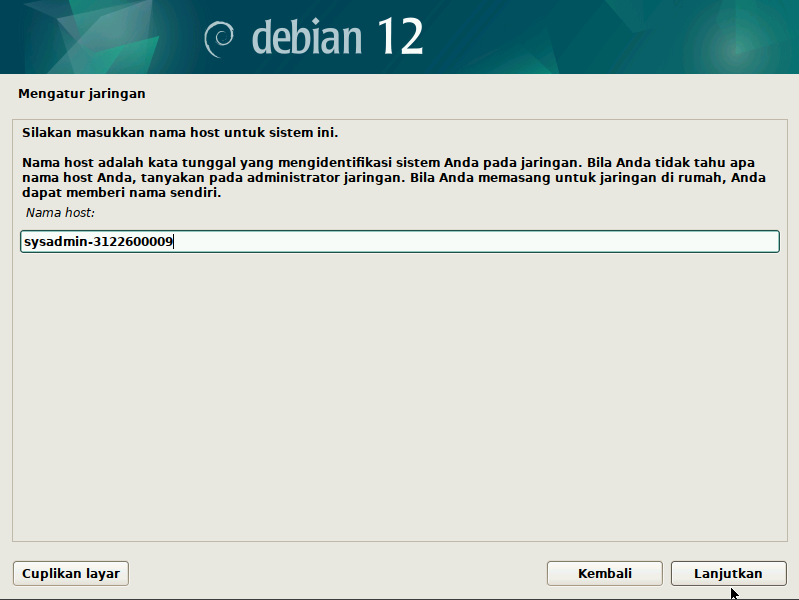 debian 12
Mengatur jaringan
Silakan masukkan nama host untuk sistem ini.
Nama host adalah kata tunggal yang mengidentifikasi sistem Anda pada jaringan. Bila Anda tidak tahu apa
nama host Anda, tanyakan pada administrator jaringan. Bila Anda memasang untuk jaringan di rumah, Anda
dapat memberi nama sendiri.
Nama host:
sysadmin-3122600009
Cuplikan layar
Kembali
Lanjutkan